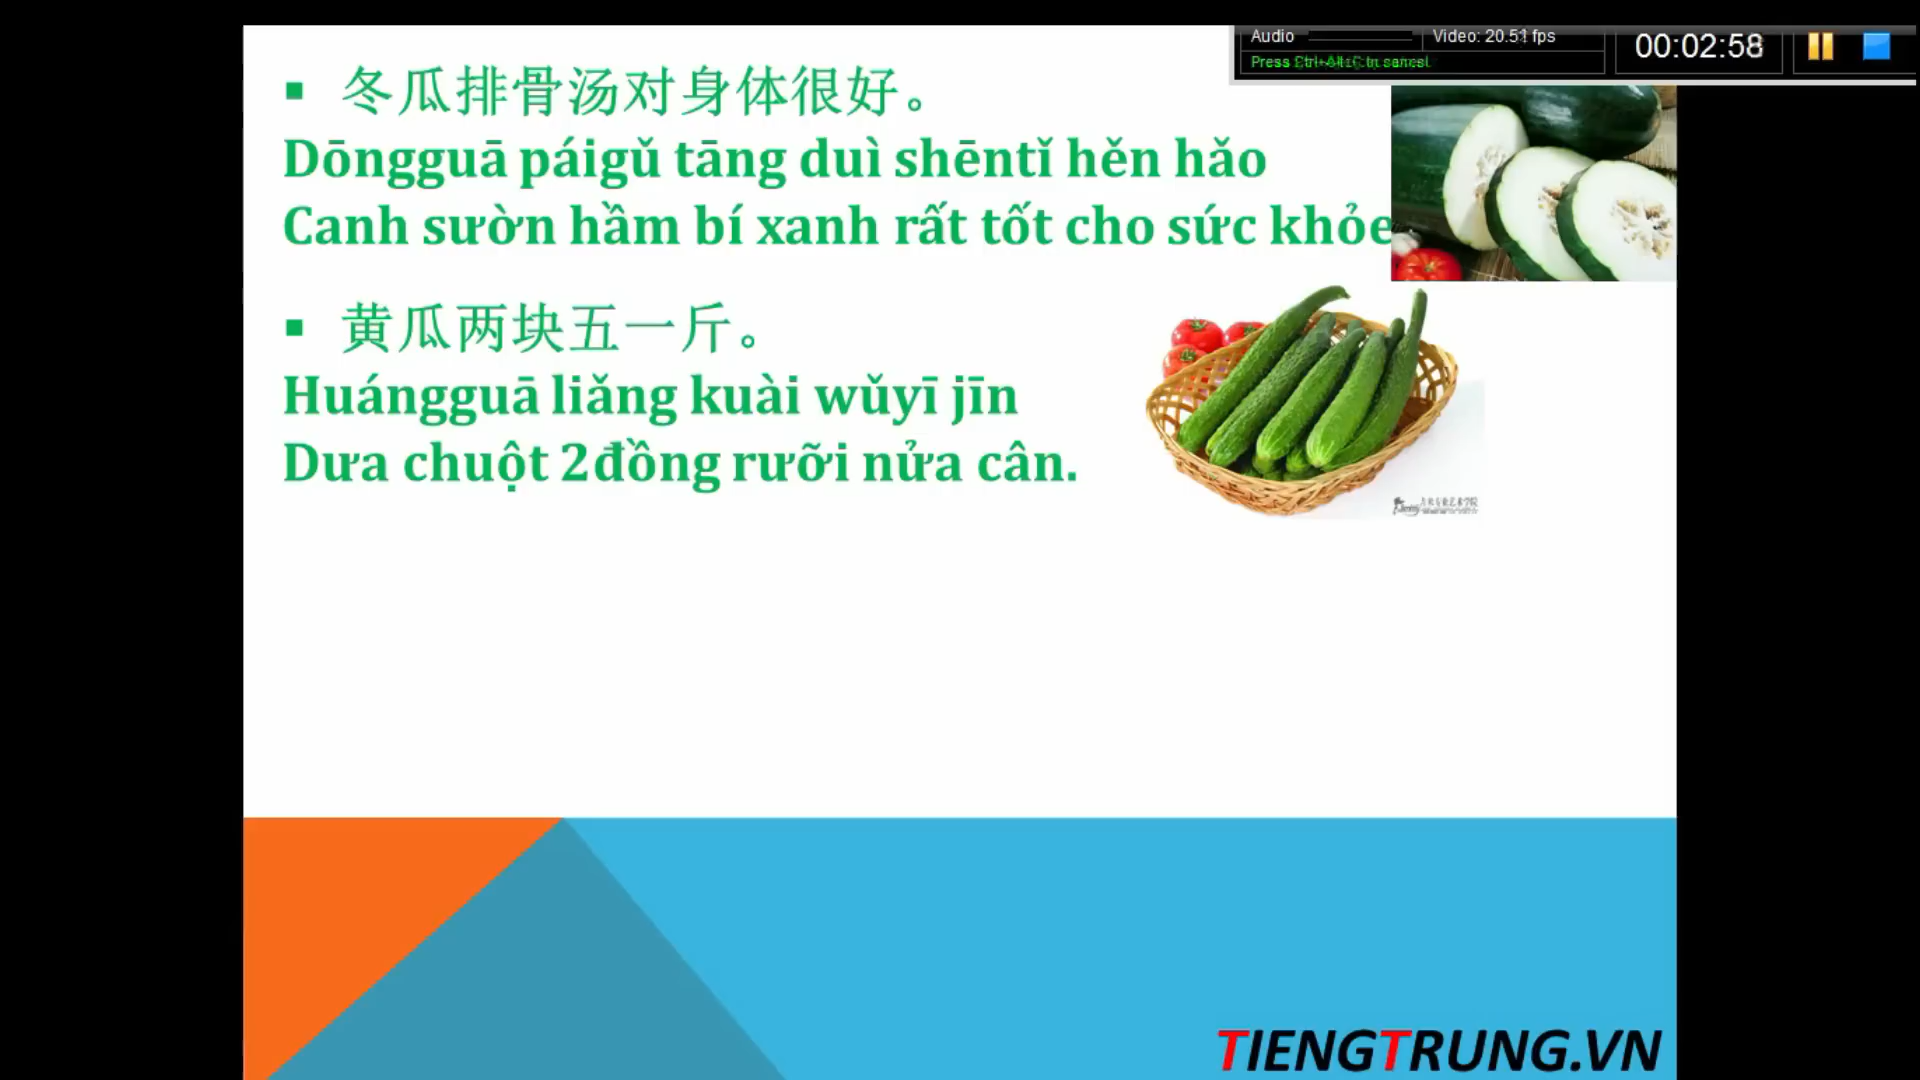 Audio
Video: 20.51 fps
00:02:58
▪ 冬瓜排骨汤对身体很好。
Dōngguā páigǔ tāng duì shēntǐ hěn hǎo
Canh sườn hầm bí xanh rất tốt cho sức khỏe
▪ 黄瓜两块五一斤。
Huángguā liǎng kuài wǔyī jīn
Dưa chuột 2đồng rưỡi nửa cân.
TIENGTRUNG.VN